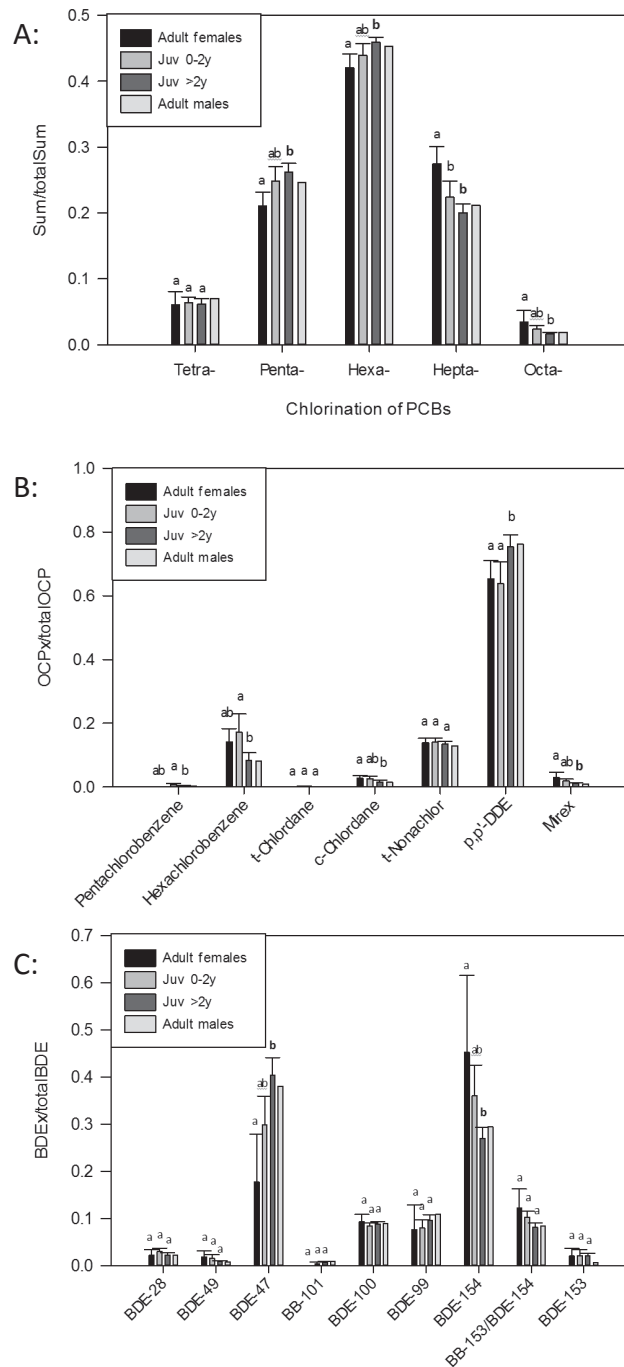 A:
Adult females
Juv 0-2y
Juv >2y
Adult males
Sum/totalSum
0.5
0.4
0.3
0.2
0.1
0.0
a a a
a ab b
a ab b
a b b
a ab b
Tetra- Penta- Hexa- Hepta- Octa-
Chlorination of PCBs
B:
Adult females
Juv 0-2y
Juv >2y
Adult males
OCPx/totalOCP
1.0
0.8
0.6
0.4
0.2
0.0
ab a b
ab a b
a a a
a ab b
a a a
a a b
a ab b
Pentachlorobenzene
Hexachlorobenzene
t-Chlordane
c-Chlordane
t-Nonachlor
p,p'-DDE
Mirex
C:
Adult females
Juv 0-2y
Juv >2y
Adult males
BDEx/totalBDE
0.7
0.6
0.5
0.4
0.3
0.2
0.1
0.0
a a a
a a a
a ab b
a a a
a a a
a a a
a ab b
a a a
a a a
BDE-28
BDE-49
BDE-47
BB-101
BDE-100
BDE-99
BDE-154
BB-153/BDE-154
BDE-153